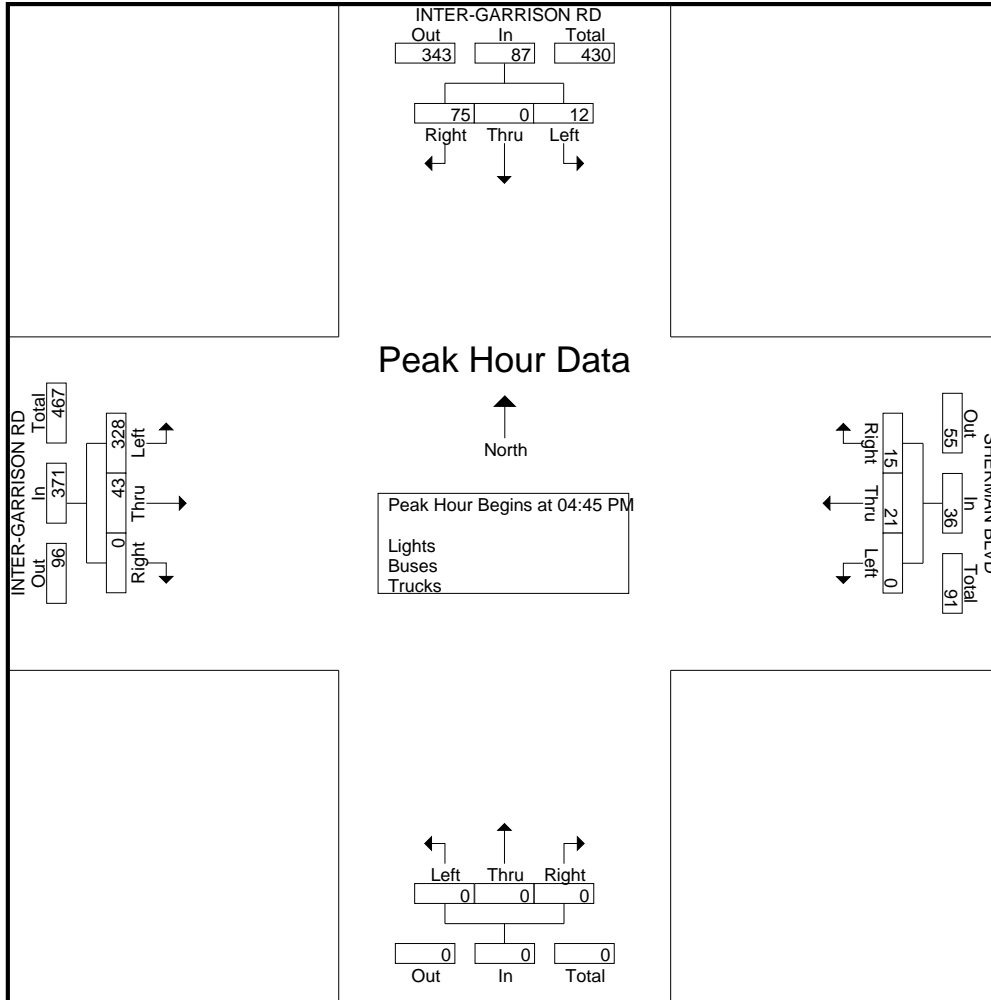 INTER-GARRISON RD
Out In Total
343 87 430
75 0 12
Right Thru Left
Peak Hour Data
North
Peak Hour Begins at 04:45 PM
Lights
Buses
Trucks
INTER-GARRISON RD
Out In Total
96 371 467
328 43 0
Left Thru Right
SHERMAN BLVD
Out In Total
55 36 91
15 21 0
Right Thru Left
Left Thru Right
0 0 0
0 0 0
Out In Total